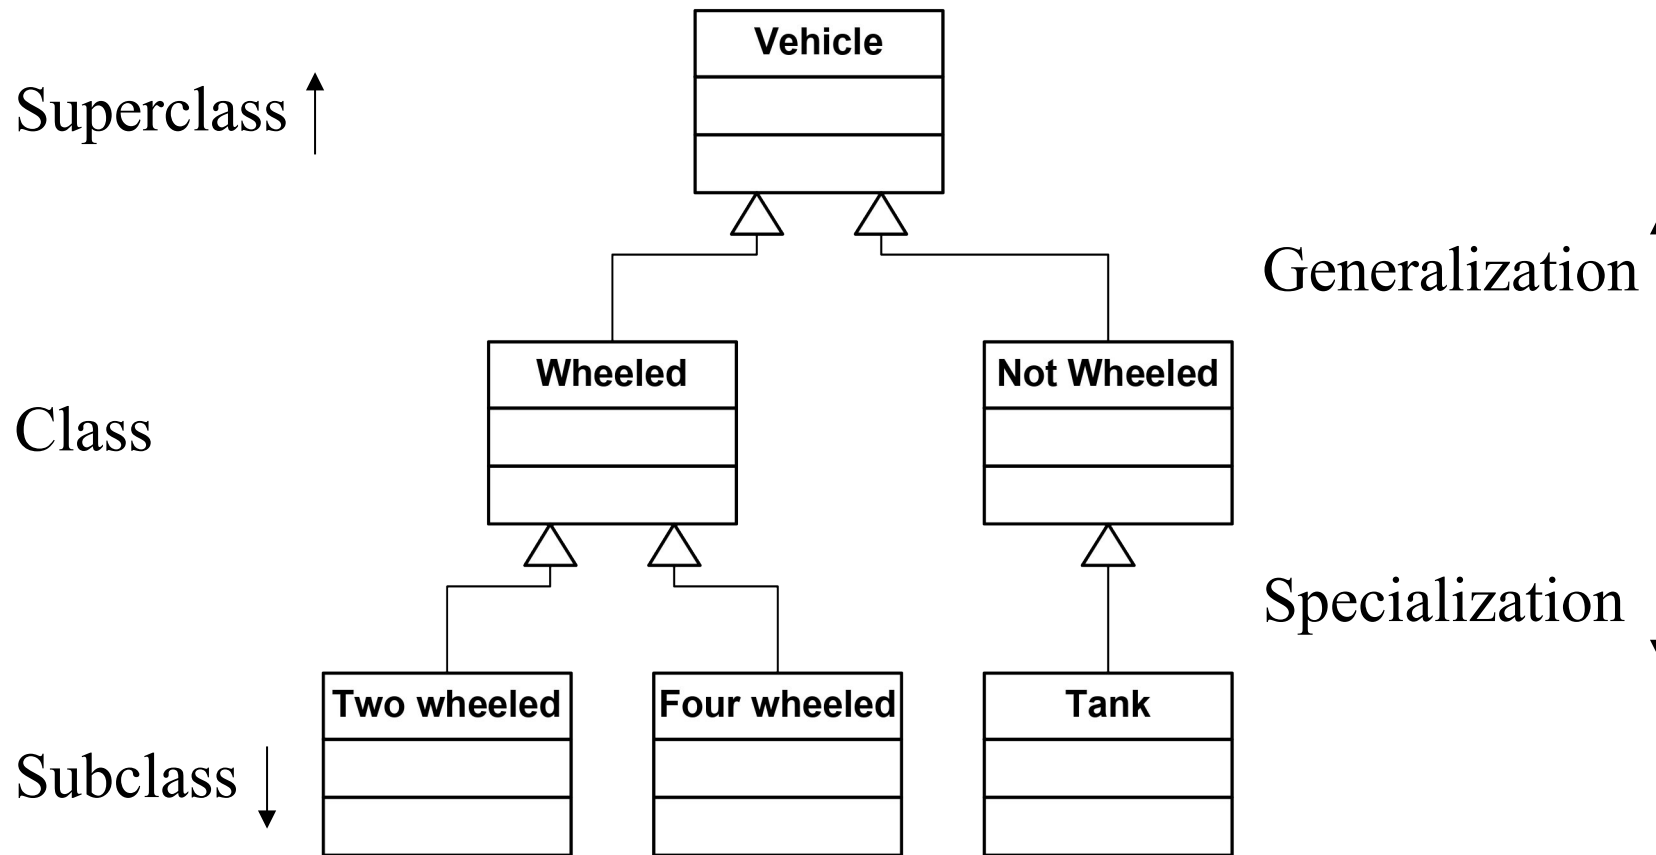 Vehicle
Superclass
Generalization
Wheeled
Not Wheeled
Class
Specialization
Two wheeled
Four wheeled
Tank
Subclass